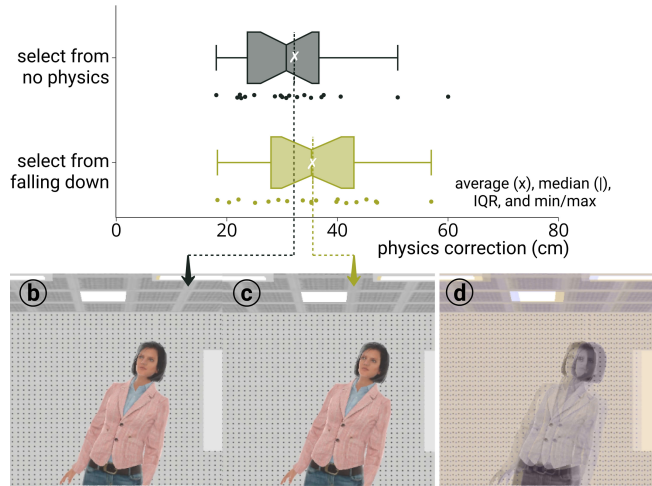 select from
no physics
x
select from
falling down
x
average (x), median (|),
IQR, and min/max
0 20 40 60 80
physics correction (cm)
b c d